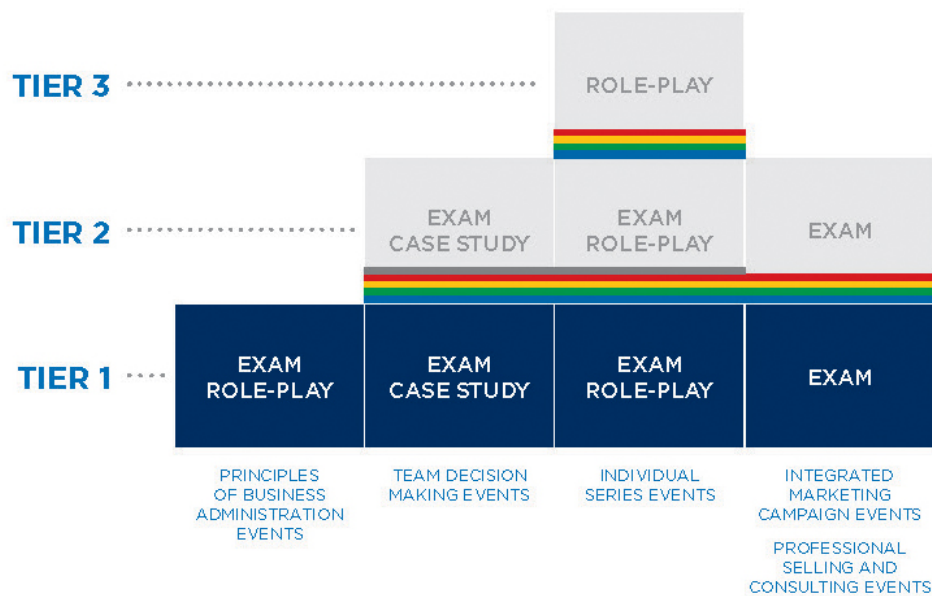 TIER 3
ROLE-PLAY
TIER 2
EXAM
CASE STUDY
EXAM
ROLE-PLAY
EXAM
TIER 1
EXAM
ROLE-PLAY
EXAM
CASE STUDY
EXAM
ROLE-PLAY
EXAM
PRINCIPLES
OF BUSINESS
ADMINISTRATION
EVENTS
TEAM DECISION
MAKING EVENTS
INDIVIDUAL
SERIES EVENTS
INTEGRATED
MARKETING
CAMPAIGN EVENTS
PROFESSIONAL
SELLING AND
CONSULTING EVENTS